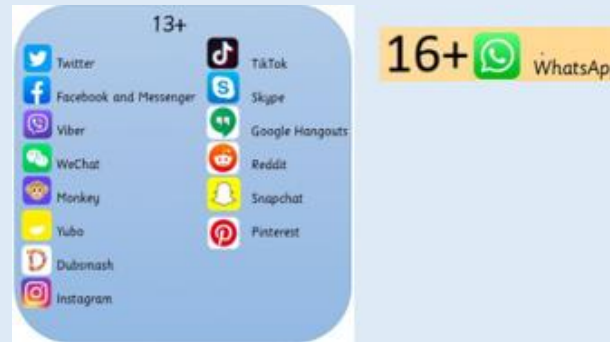 13+
Twitter
Facebook and Messenger
Viber
WeChat
Monkey
Yubo
Dubsmash
Instagram
TikTok
Skype
Google Hangouts
Reddit
Snapchat
Pinterest
16+ WhatsAp